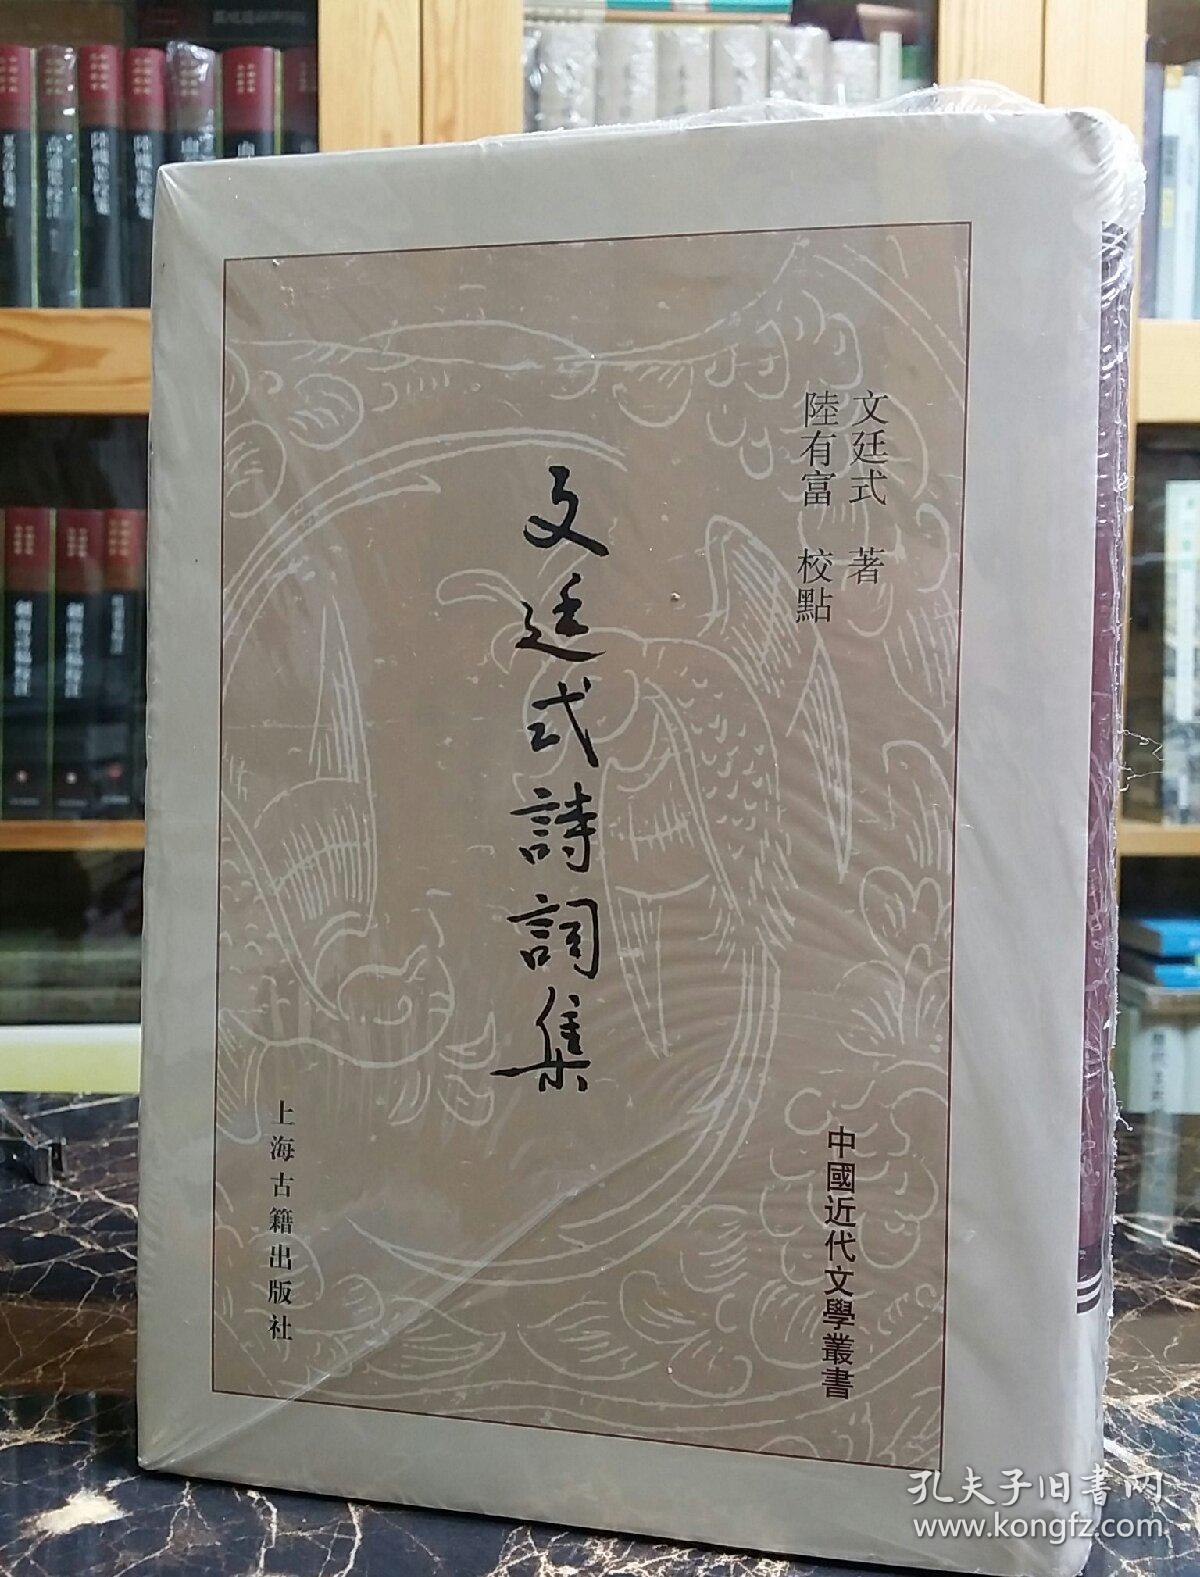 文廷式 著
陸有富 校點
文廷式詩詞集
中國近代文學叢書
上海古籍出版社
孔夫子旧书网
www.kongfz.com